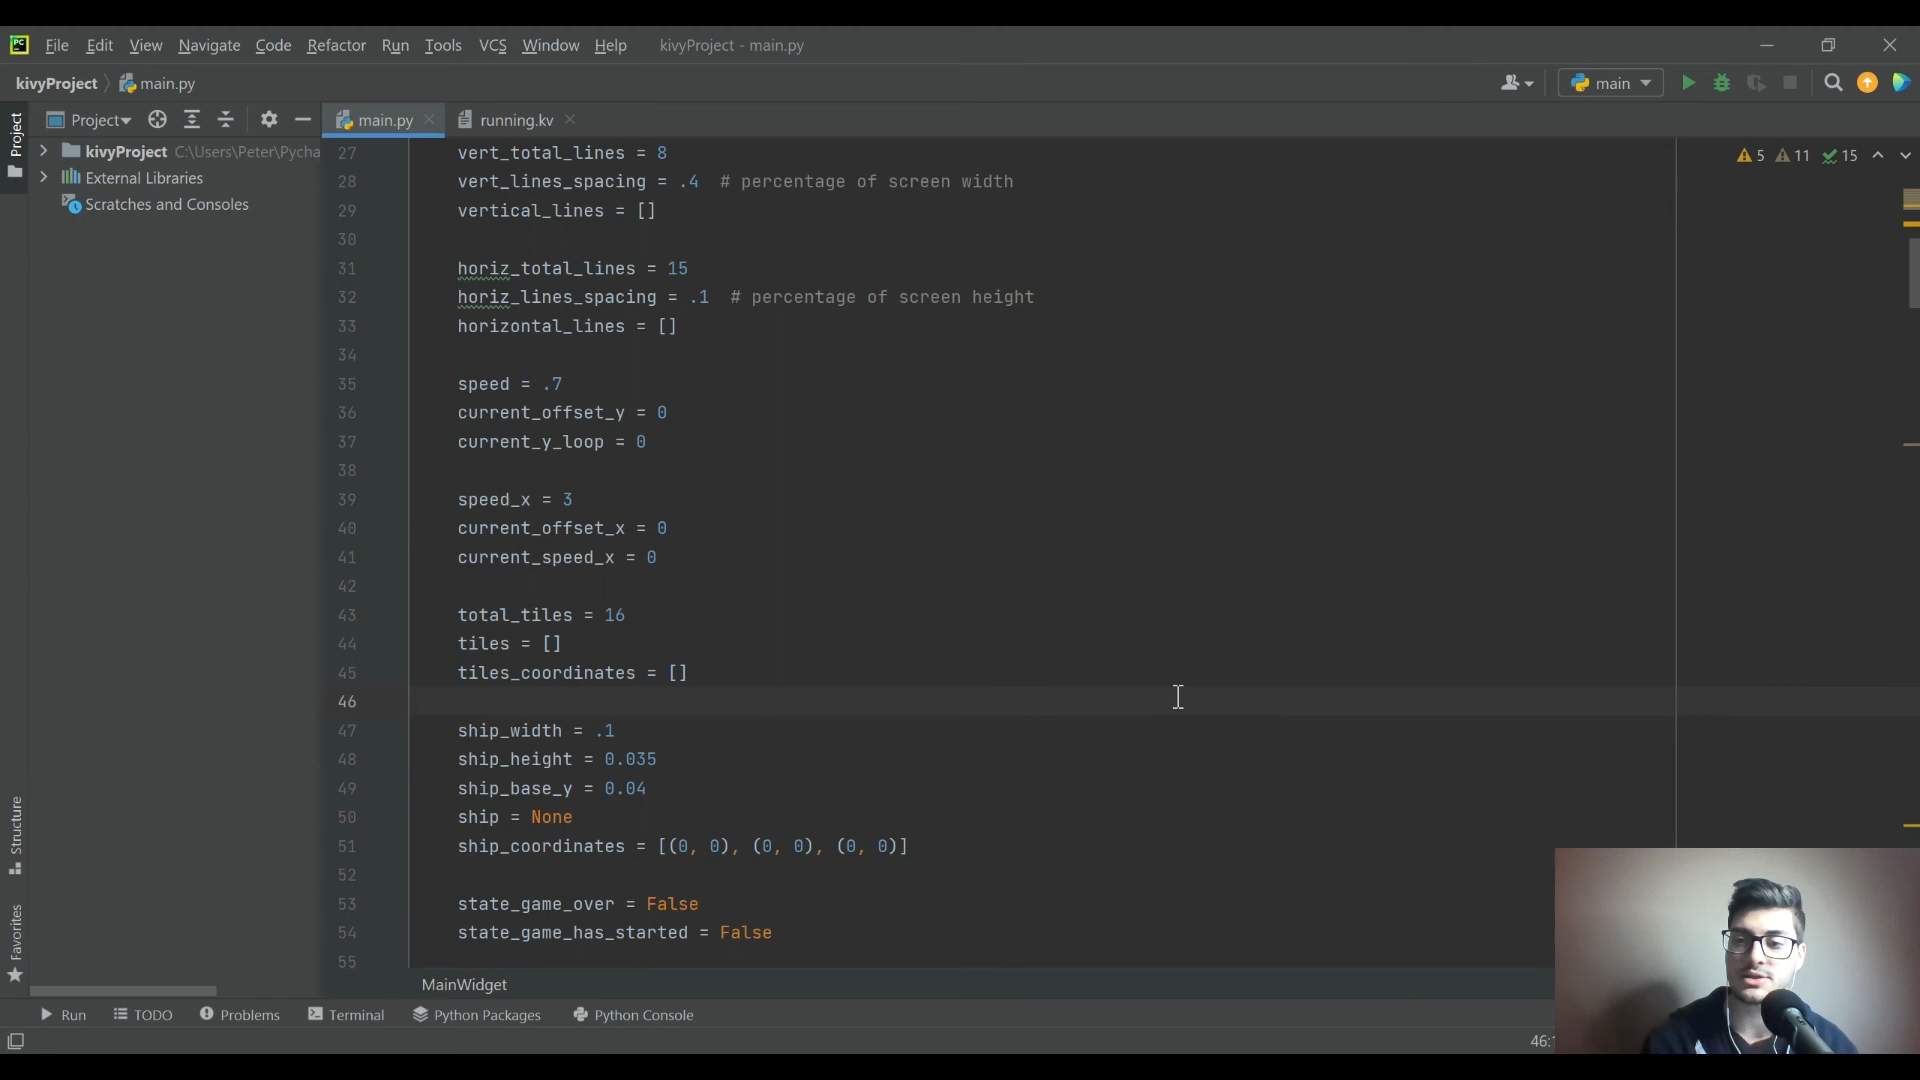 PC File Edit View Navigate Code Refactor Run Tools VCS Window Help kivyProject - main.py
kivyProject main.py main
Project main.py running.kv
Project
kivyProject C:\Users\Peter\Pycha
External Libraries
Scratches and Consoles
5 11 15
27 vert_total_lines = 8
28 vert_lines_spacing = .4 # percentage of screen width
29 vertical_lines = []
30
31 horiz_total_lines = 15
32 horiz_lines_spacing = .1 # percentage of screen height
33 horizontal_lines = []
34
35 speed = .7
36 current_offset_y = 0
37 current_y_loop = 0
38
39 speed_x = 3
40 current_offset_x = 0
41 current_speed_x = 0
42
43 total_tiles = 16
44 tiles = []
45 tiles_coordinates = []
46
47 ship_width = .1
48 ship_height = 0.035
49 ship_base_y = 0.04
50 ship = None
51 ship_coordinates = [(0, 0), (0, 0), (0, 0)]
52
53 state_game_over = False
54 state_game_has_started = False
55
Structure
Favorites
MainWidget
Run TODO Problems Terminal Python Packages Python Console
46:1